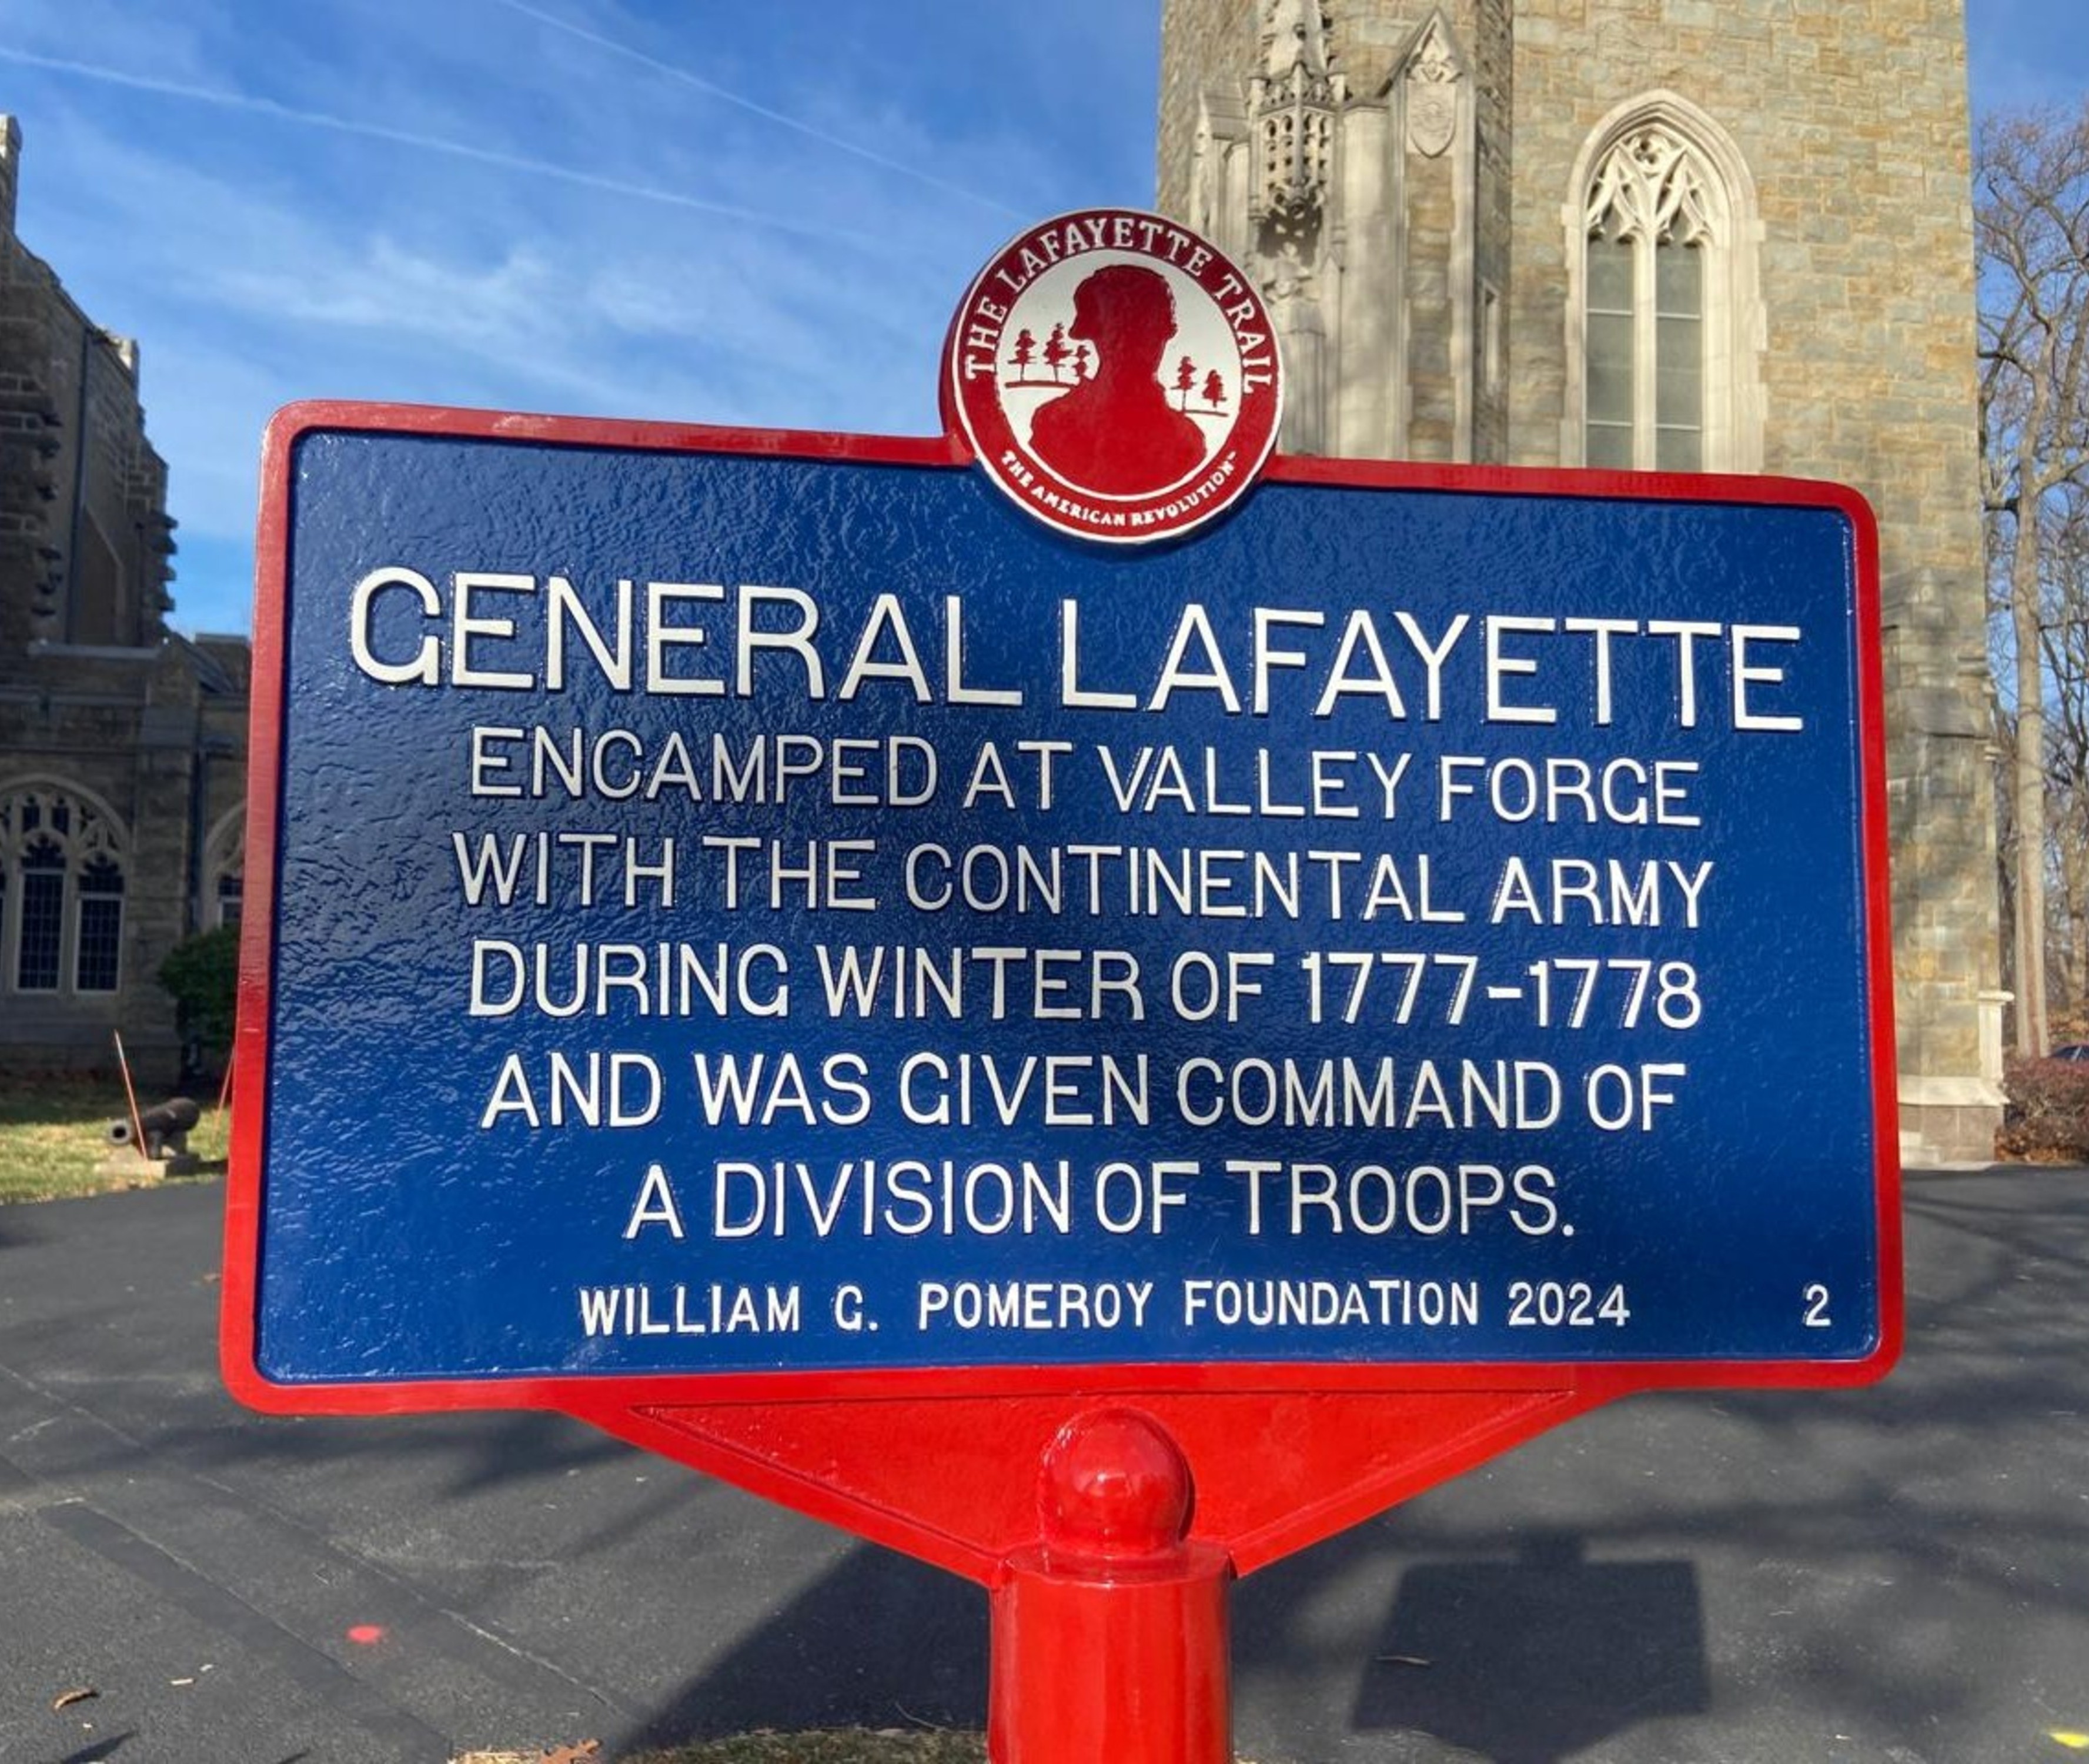 THE LAFAYETTE TRAIL
THE AMERICAN REVOLUTION™
GENERAL LAFAYETTE
ENCAMPED AT VALLEY FORGE
WITH THE CONTINENTAL ARMY
DURING WINTER OF 1777-1778
AND WAS GIVEN COMMAND OF
A DIVISION OF TROOPS.
WILLIAM G. POMEROY FOUNDATION 2024 2